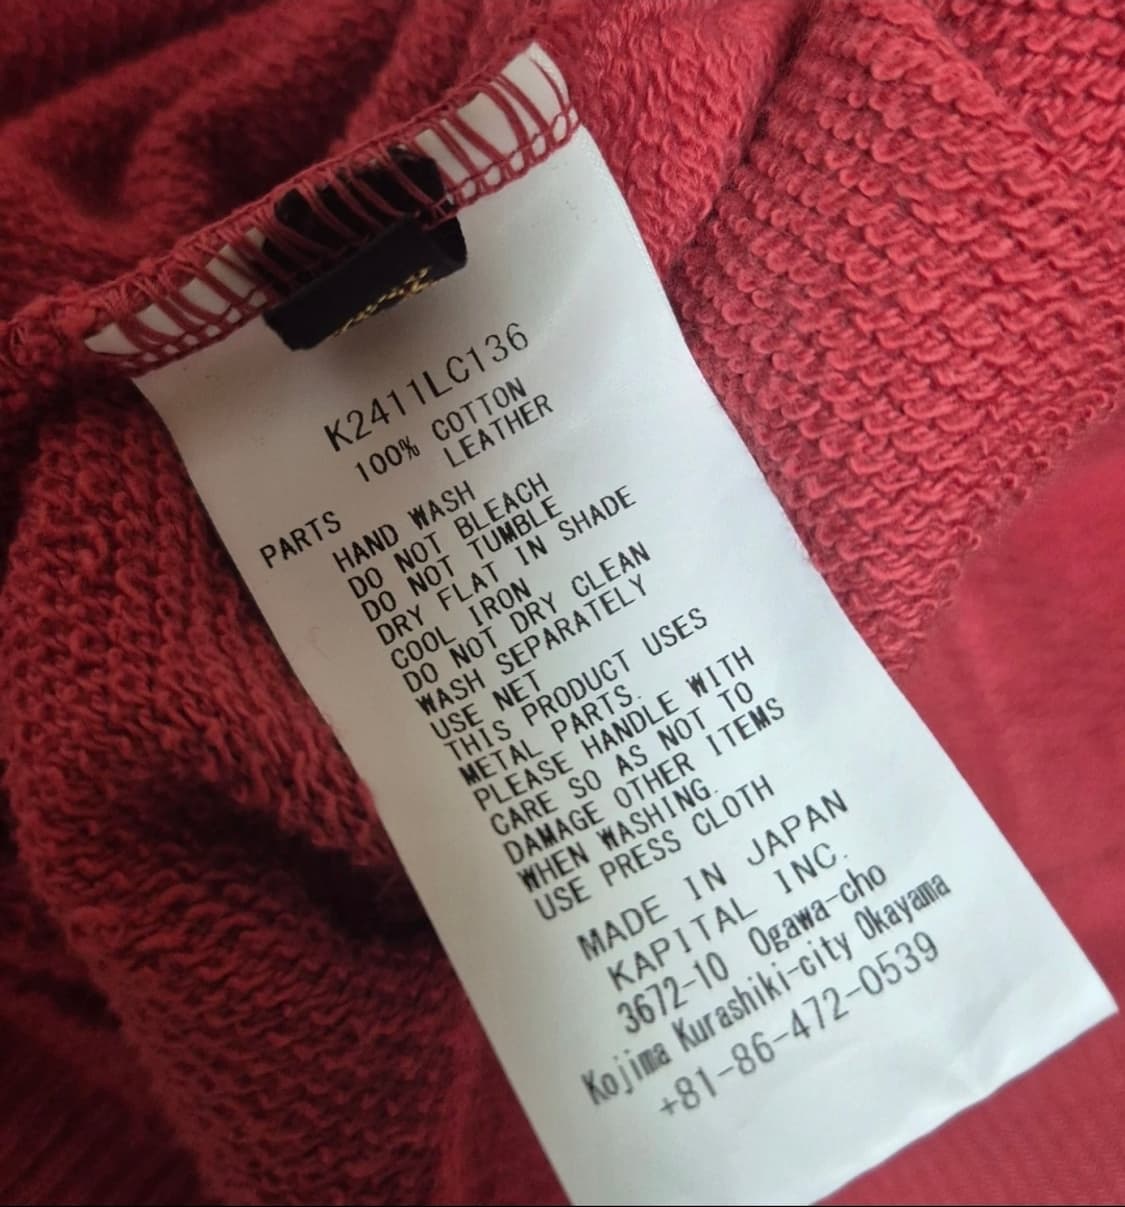 K2411LC136
100% COTTON
PARTS LEATHER
HAND WASH
DO NOT BLEACH
DO NOT TUMBLE
DRY FLAT IN SHADE
COOL IRON
DO NOT DRY CLEAN
WASH SEPARATELY
USE NET
THIS PRODUCT USES
METAL PARTS.
PLEASE HANDLE WITH
CARE SO AS NOT TO
DAMAGE OTHER ITEMS
WHEN WASHING.
USE PRESS CLOTH
MADE IN JAPAN
KAPITAL INC.
3672-10 Ogawa-cho
Kojima Kurashiki-city Okayama
+81-86-472-0539